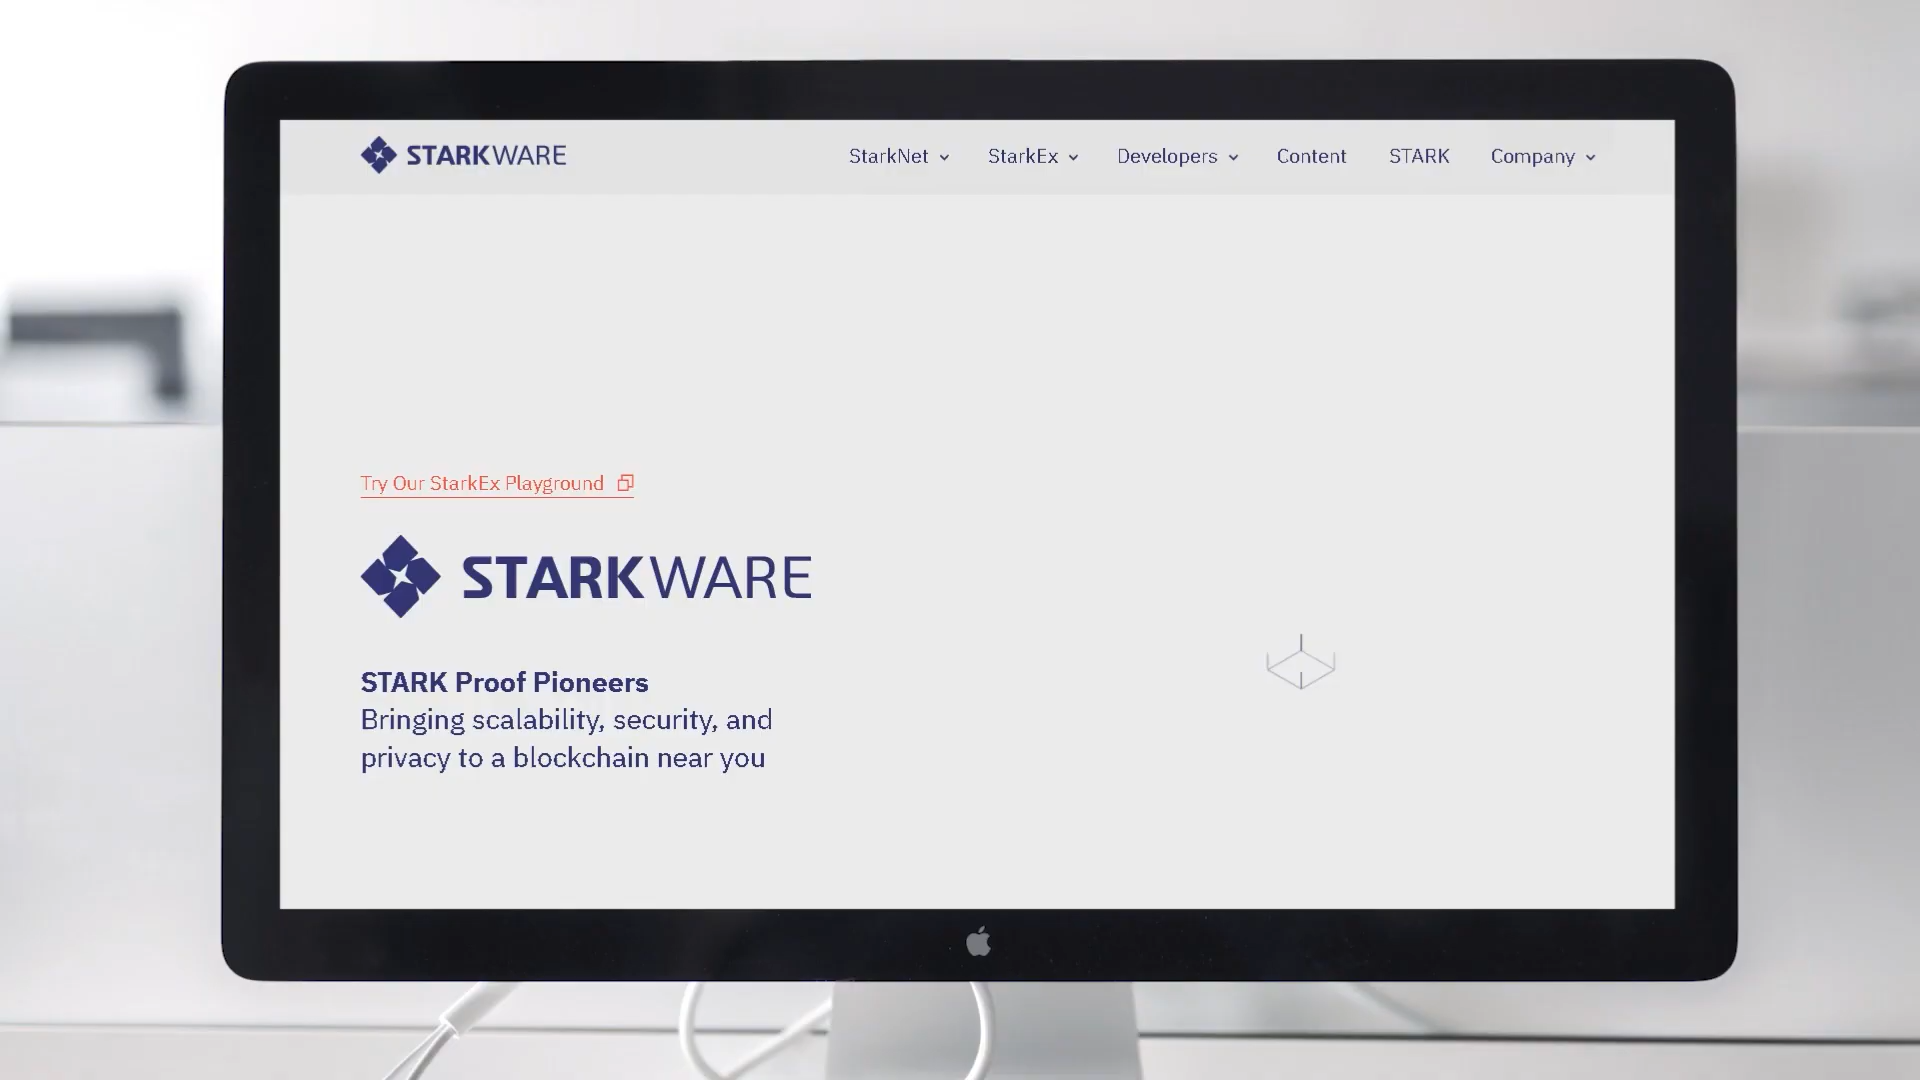 STARKWARE
StarkNet
StarkEx
Developers
Content
STARK
Company
Try Our StarkEx Playground
STARKWARE
STARK Proof Pioneers
Bringing scalability, security, and
privacy to a blockchain near you